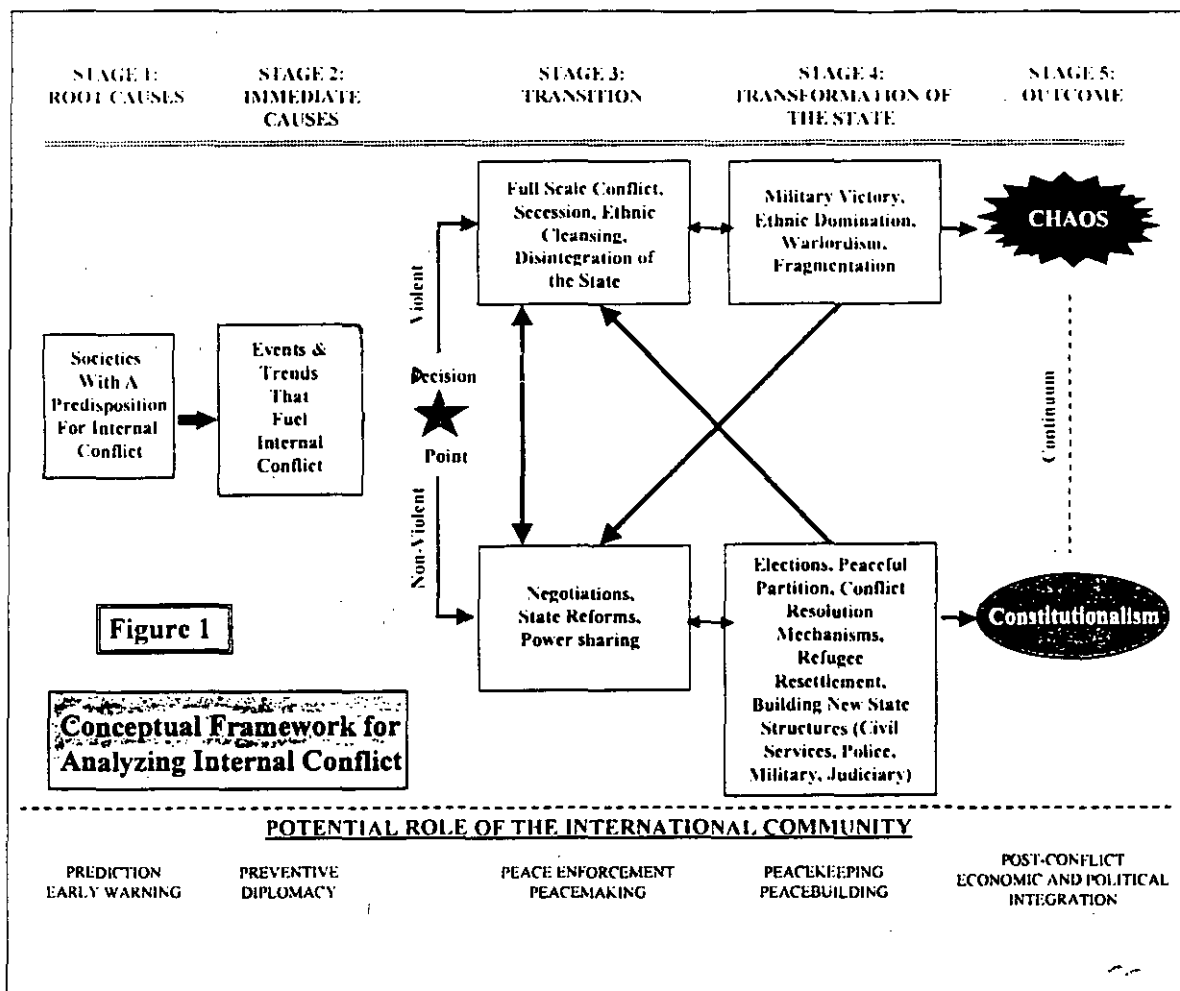 STAGE 1:
ROOT CAUSES
STAGE 2:
IMMEDIATE
CAUSES
STAGE 3:
TRANSITION
STAGE 4:
TRANSFORMATION OF
THE STATE
STAGE 5:
OUTCOME
Societies
With A
Predisposition
For Internal
Conflict
Events &
Trends
That
Fuel
Internal
Conflict
Violent
Decision
Point
Non-Violent
Full Scale Conflict,
Secession, Ethnic
Cleansing,
Disintegration of
the State
Military Victory,
Ethnic Domination,
Warlordism,
Fragmentation
CHAOS
Continuum
Negotiations,
State Reforms,
Power sharing
Elections, Peaceful
Partition, Conflict
Resolution
Mechanisms,
Refugee
Resettlement,
Building New State
Structures (Civil
Services, Police,
Military, Judiciary)
Constitutionalism
Figure 1
Conceptual Framework for
Analyzing Internal Conflict
POTENTIAL ROLE OF THE INTERNATIONAL COMMUNITY
PREDICTION
EARLY WARNING
PREVENTIVE
DIPLOMACY
PEACE ENFORCEMENT
PEACEMAKING
PEACEKEEPING
PEACEBUILDING
POST-CONFLICT
ECONOMIC AND POLITICAL
INTEGRATION